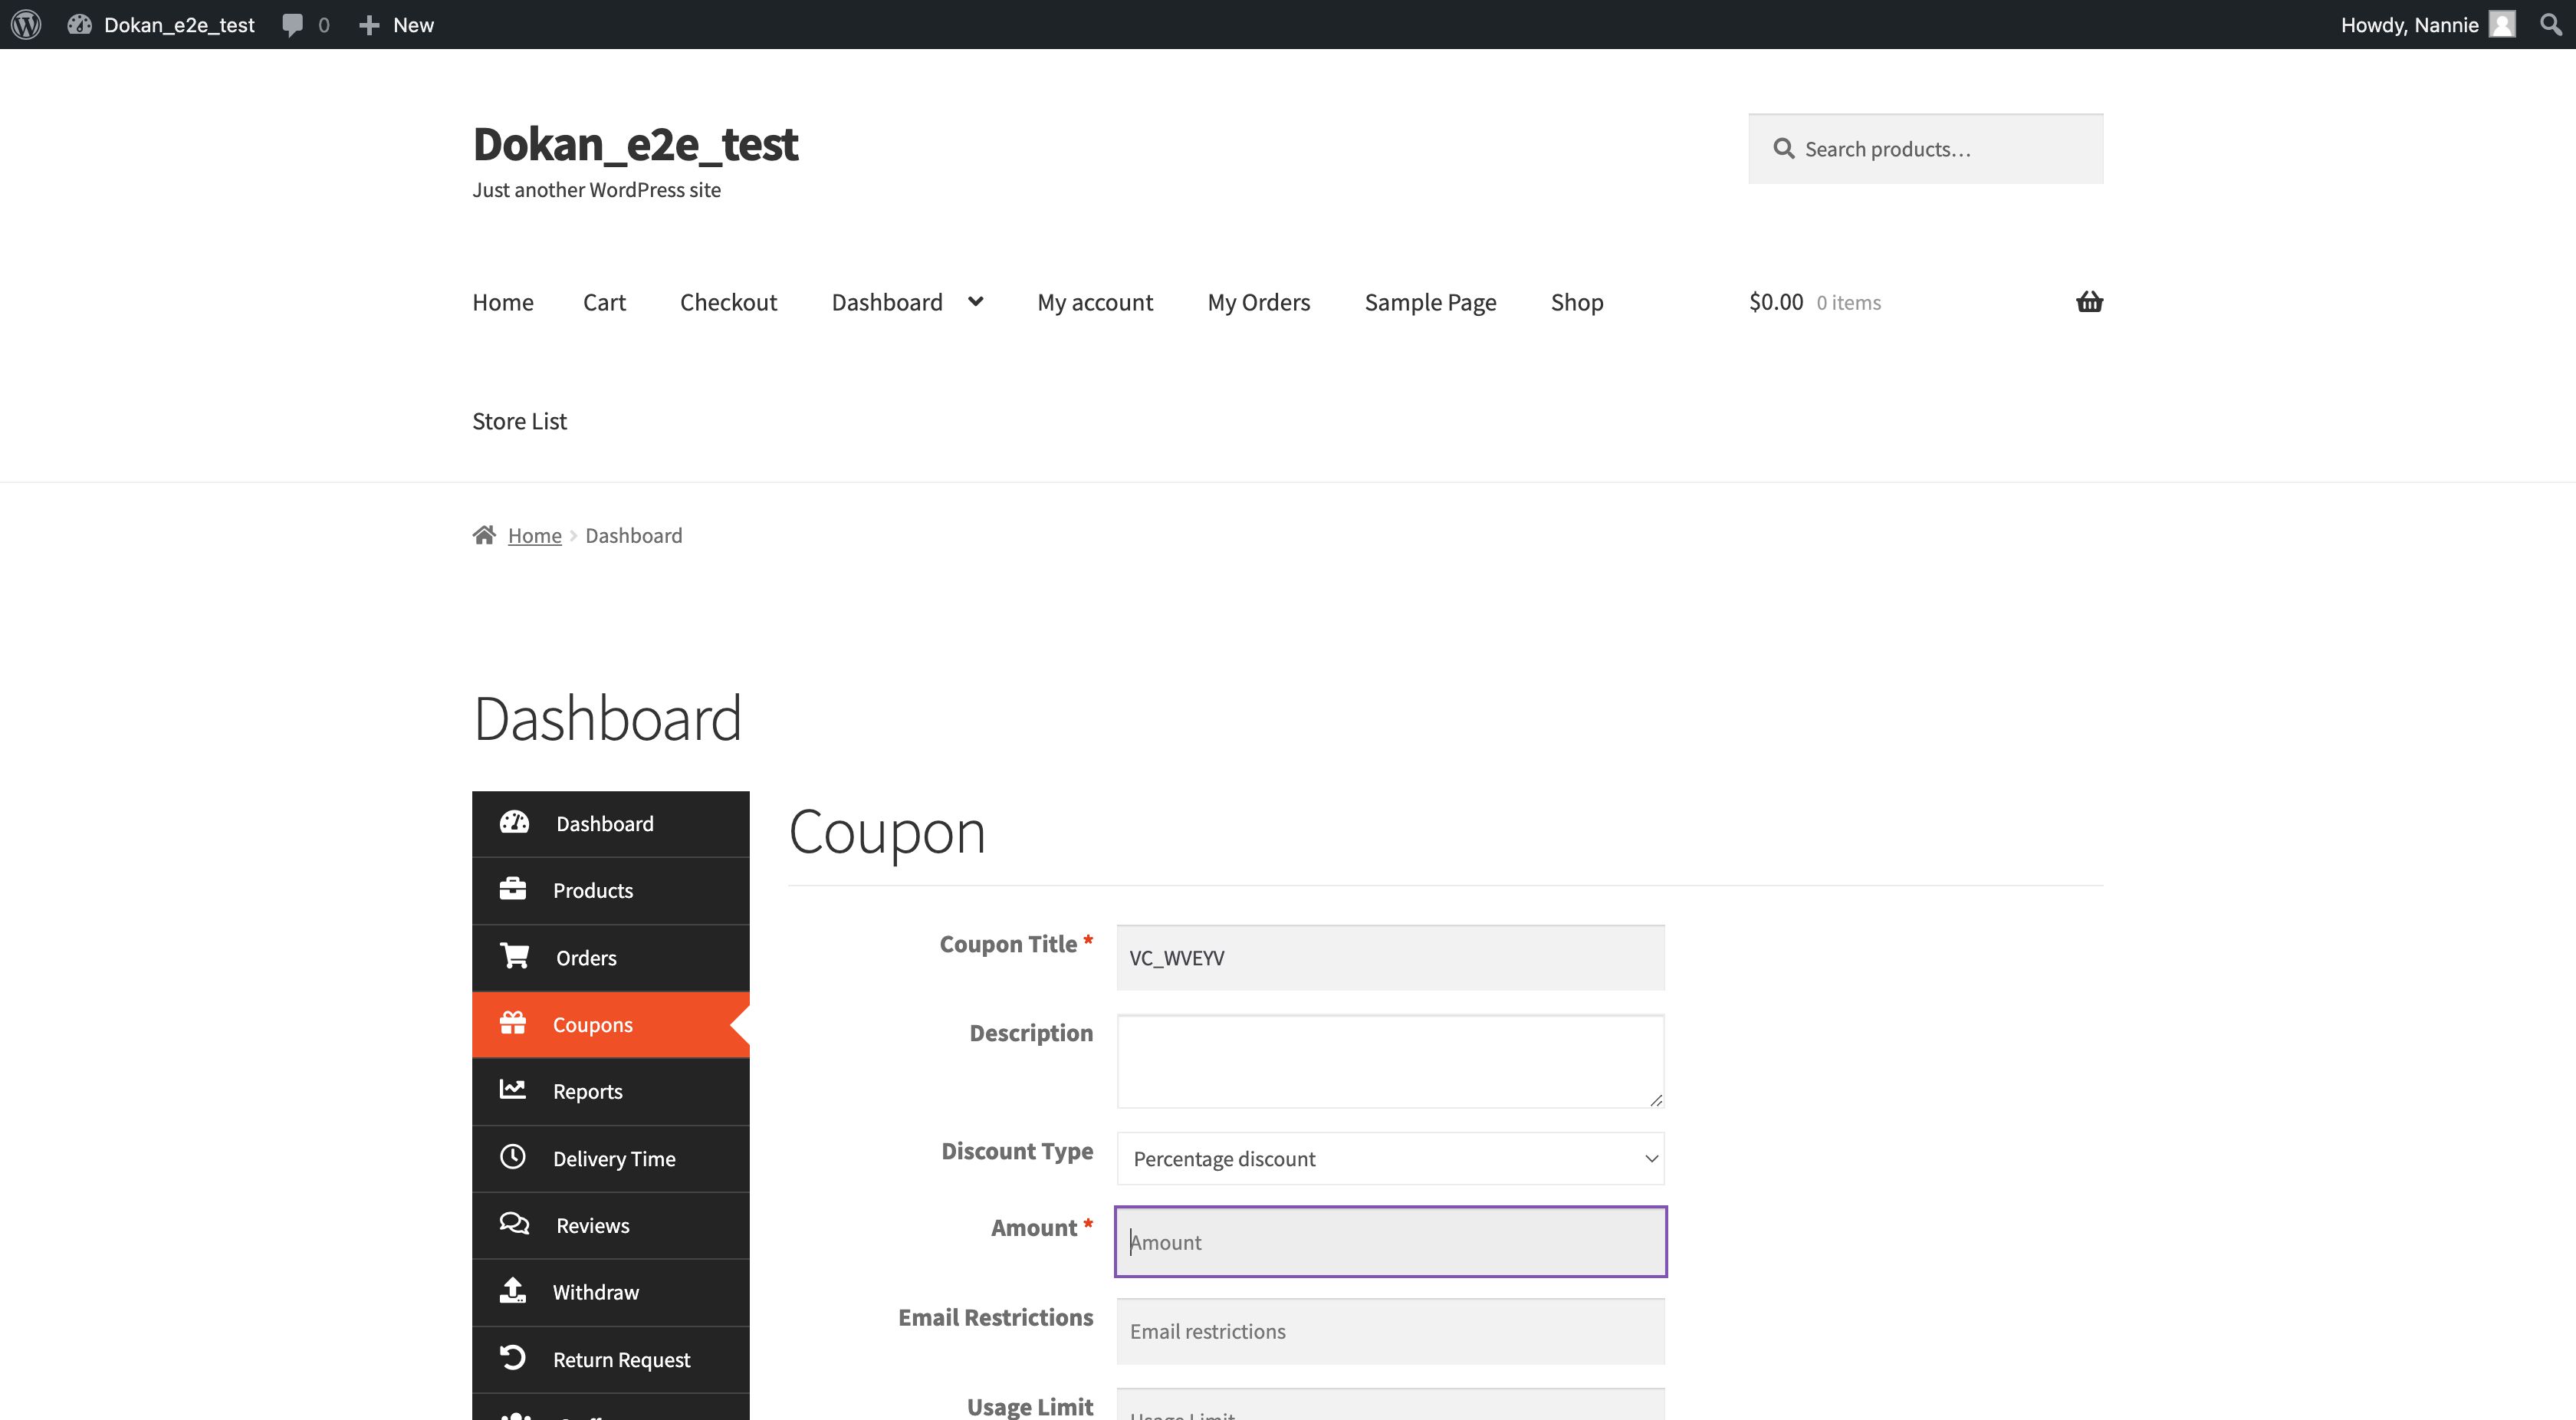 Dokan_e2e_test 0 New Howdy, Nannie
Dokan_e2e_test
Just another WordPress site
Search products…
Home Cart Checkout Dashboard My account My Orders Sample Page Shop
$0.00 0 items
Store List
Home Dashboard
Dashboard
Dashboard
Products
Orders
Coupons
Reports
Delivery Time
Reviews
Withdraw
Return Request
Coupon
Coupon Title * VC_WVEYV
Description
Discount Type Percentage discount
Amount * Amount
Email Restrictions Email restrictions
Usage Limit Usage Limit